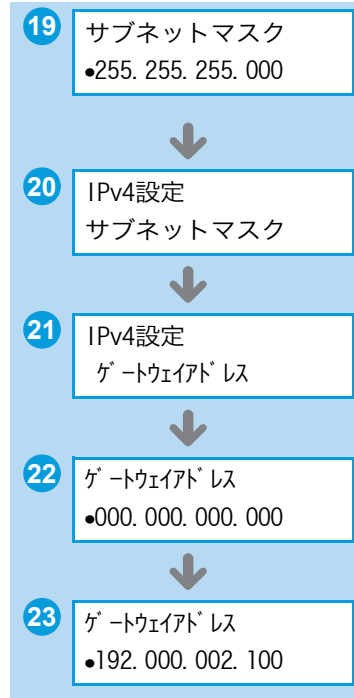 19
サブネットマスク
●255. 255. 255. 000
20
IPv4設定
サブネットマスク
21
IPv4設定
ｹﾞｰﾄｳｪｲｱﾄﾞﾚｽ
22
ｹﾞｰﾄｳｪｲｱﾄﾞﾚｽ
●000. 000. 000. 000
23
ｹﾞｰﾄｳｪｲｱﾄﾞﾚｽ
●192. 000. 002. 100